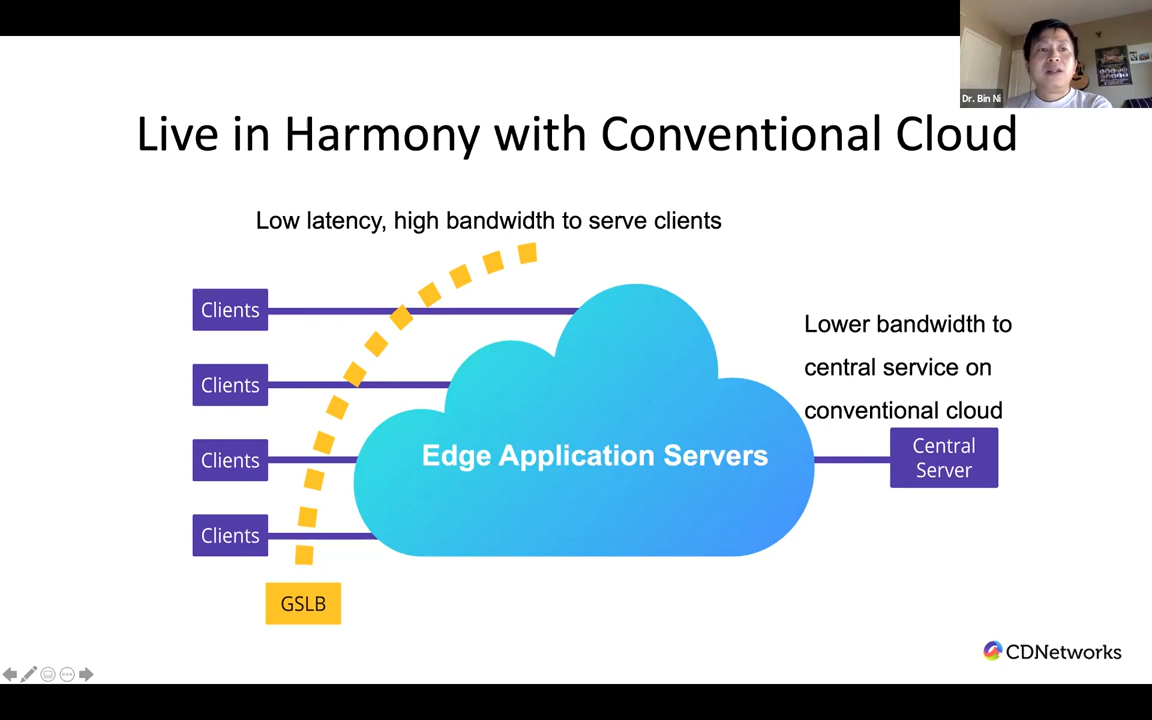 Dr. Bin Ni
Live in Harmony with Conventional Cloud
Low latency, high bandwidth to serve clients
Clients
Clients
Clients
Clients
GSLB
Edge Application Servers
Lower bandwidth to
central service on
conventional cloud
Central
Server
CDNetworks